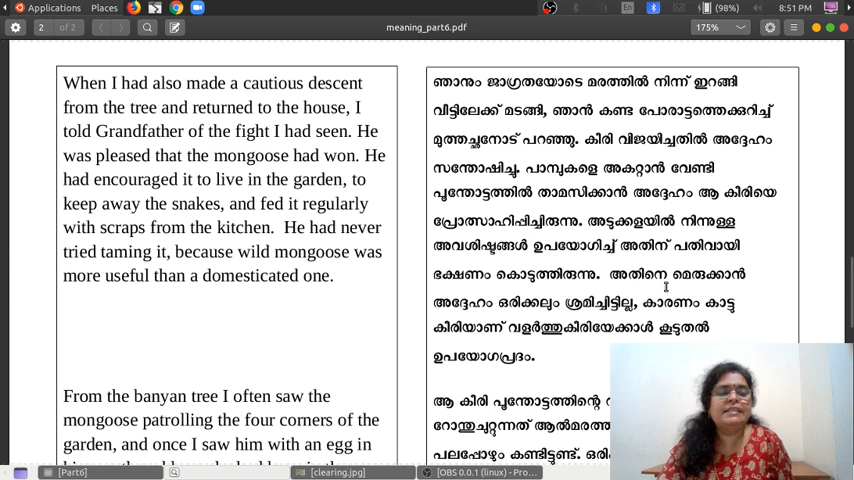 Applications Places En (98%) 8:51 PM
2 of 2 meaning_part6.pdf 175%
When I had also made a cautious descent
from the tree and returned to the house, I
told Grandfather of the fight I had seen. He
was pleased that the mongoose had won. He
had encouraged it to live in the garden, to
keep away the snakes, and fed it regularly
with scraps from the kitchen. He had never
tried taming it, because wild mongoose was
more useful than a domesticated one.
From the banyan tree I often saw the
mongoose patrolling the four corners of the
garden, and once I saw him with an egg in
ഞാനും ജാഗ്രതയോടെ മരത്തിൽ നിന്ന് ഇറങ്ങി
വീട്ടിലേക്ക് മടങ്ങി, ഞാൻ കണ്ട പോരാട്ടത്തെക്കുറിച്ച്
മുത്തച്ഛനോട് പറഞ്ഞു. കീരി വിജയിച്ചതിൽ അദ്ദേഹം
സന്തോഷിച്ചു. പാമ്പുകളെ അകറ്റാൻ വേണ്ടി
പൂന്തോട്ടത്തിൽ താമസിക്കാൻ അദ്ദേഹം ആ കീരിയെ
പ്രോത്സാഹിപ്പിച്ചിരുന്നു. അടുക്കളയിൽ നിന്നുള്ള
അവശിഷ്ടങ്ങൾ ഉപയോഗിച്ച് അതിന് പതിവായി
ഭക്ഷണം കൊടുത്തിരുന്നു. അതിനെ മെരുക്കാൻ
അദ്ദേഹം ഒരിക്കലും ശ്രമിച്ചിട്ടില്ല, കാരണം കാട്ടു
കീരിയാണ് വളർത്തുകീരിയേക്കാൾ കൂടുതൽ
ഉപയോഗപ്രദം.
ആ കീരി പൂന്തോട്ടത്തിന്റെ
റോന്തുചുറ്റുന്നത്
പലപ്പോഴും കണ്ടിട്ടുണ്ട്.
[Part6] [clearing.jpg] [OBS 0.0.1 (linux) - Pro...